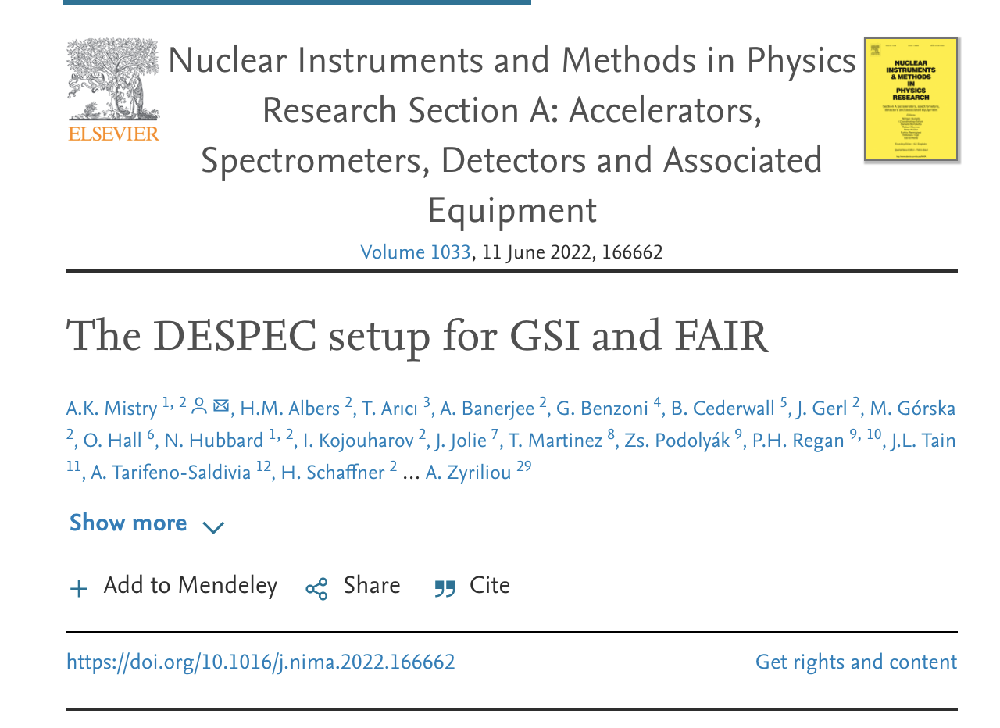 ELSEVIER
Nuclear Instruments and Methods in Physics
Research Section A: Accelerators,
Spectrometers, Detectors and Associated
Equipment
Volume 1033, 11 June 2022, 166662
NUCLEAR
INSTRUMENTS
& METHODS
IN
PHYSICS
RESEARCH
The DESPEC setup for GSI and FAIR
A.K. Mistry 1, 2, H.M. Albers 2, T. Arıcı 3, A. Banerjee 2, G. Benzoni 4, B. Cederwall 5, J. Gerl 2, M. Górska
2, O. Hall 6, N. Hubbard 1, 2, I. Kojouharov 2, J. Jolie 7, T. Martinez 8, Zs. Podolyák 9, P.H. Regan 9, 10, J.L. Tain
11, A. Tarifeno-Saldivia 12, H. Schaffner 2 … A. Zyriliou 29
Show more
Add to Mendeley Share Cite
https://doi.org/10.1016/j.nima.2022.166662 Get rights and content